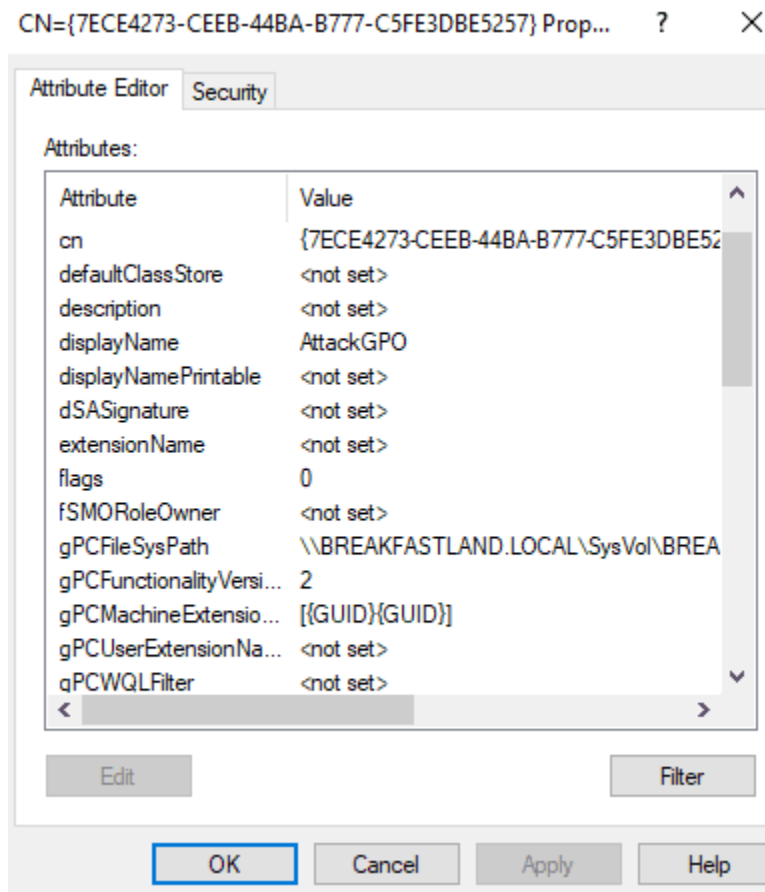 CN={7ECE4273-CEEB-44BA-B777-C5FE3DBE5257} Prop... ?
Attribute Editor Security
Attributes:
Attribute Value
cn {7ECE4273-CEEB-44BA-B777-C5FE3DBE52
defaultClassStore <not set>
description <not set>
displayName AttackGPO
displayNamePrintable <not set>
dSASignature <not set>
extensionName <not set>
flags 0
fSMORoleOwner <not set>
gPCFileSysPath \\BREAKFASTLAND.LOCAL\SysVol\BREA
gPCFunctionalityVersi... 2
gPCMachineExtensio... [{GUID}{GUID}]
gPCUserExtensionNa... <not set>
gPCWQLFilter <not set>
Edit Filter
OK Cancel Apply Help